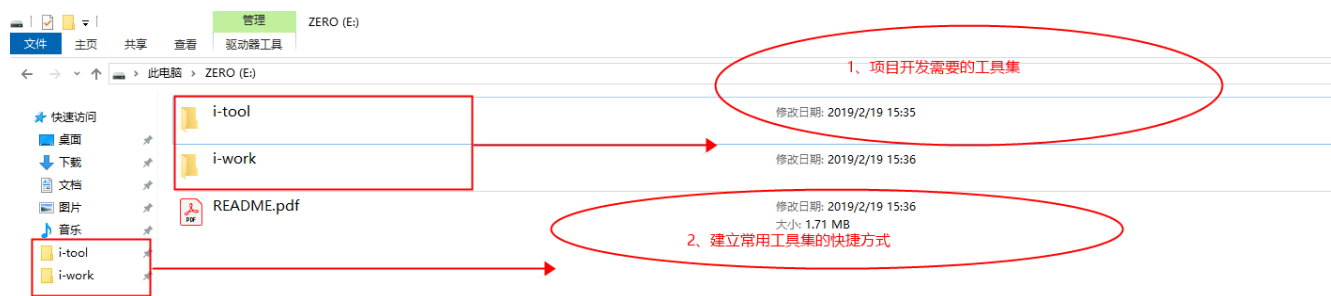 管理
ZERO (E:)
文件 主页 共享 查看 驱动器工具
此电脑 › ZERO (E:)
1、项目开发需要的工具集
快速访问
桌面
下载
文档
图片
音乐
i-tool
i-work
i-tool
修改日期: 2019/2/19 15:35
i-work
修改日期: 2019/2/19 15:36
PDF
README.pdf
修改日期: 2019/2/19 15:36
大小: 1.71 MB
2、建立常用工具集的快捷方式